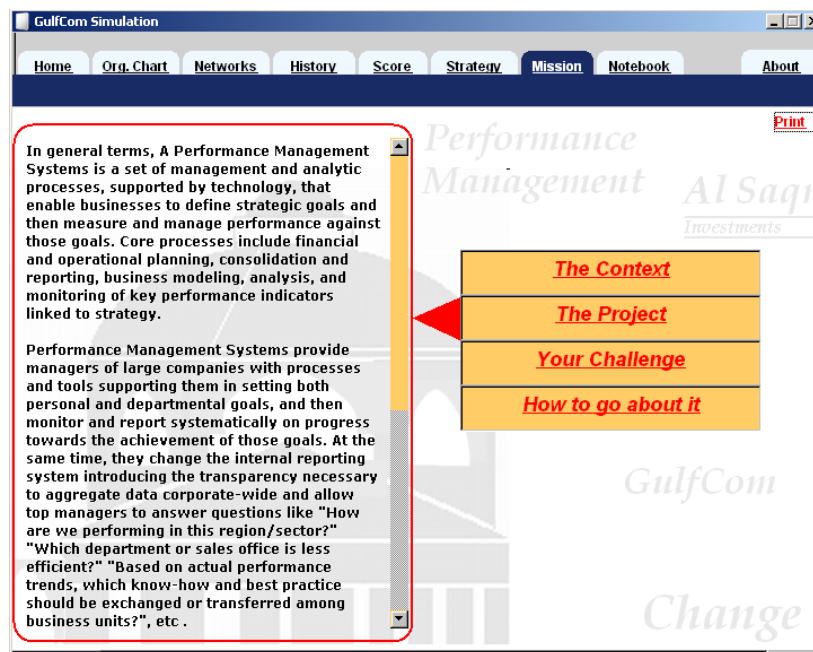 GulfCom Simulation
Home Org. Chart Networks History Score Strategy Mission Notebook About
Print
Performance
Management
Al Saqr
Investments
In general terms, A Performance Management
Systems is a set of management and analytic
processes, supported by technology, that
enable businesses to define strategic goals and
then measure and manage performance against
those goals. Core processes include financial
and operational planning, consolidation and
reporting, business modeling, analysis, and
monitoring of key performance indicators
linked to strategy.
Performance Management Systems provide
managers of large companies with processes
and tools supporting them in setting both
personal and departmental goals, and then
monitor and report systematically on progress
towards the achievement of those goals. At the
same time, they change the internal reporting
system introducing the transparency necessary
to aggregate data corporate-wide and allow
top managers to answer questions like "How
are we performing in this region/sector?"
"Which department or sales office is less
efficient?" "Based on actual performance
trends, which know-how and best practice
should be exchanged or transferred among
business units?", etc .
The Context
The Project
Your Challenge
How to go about it
GulfCom
Change